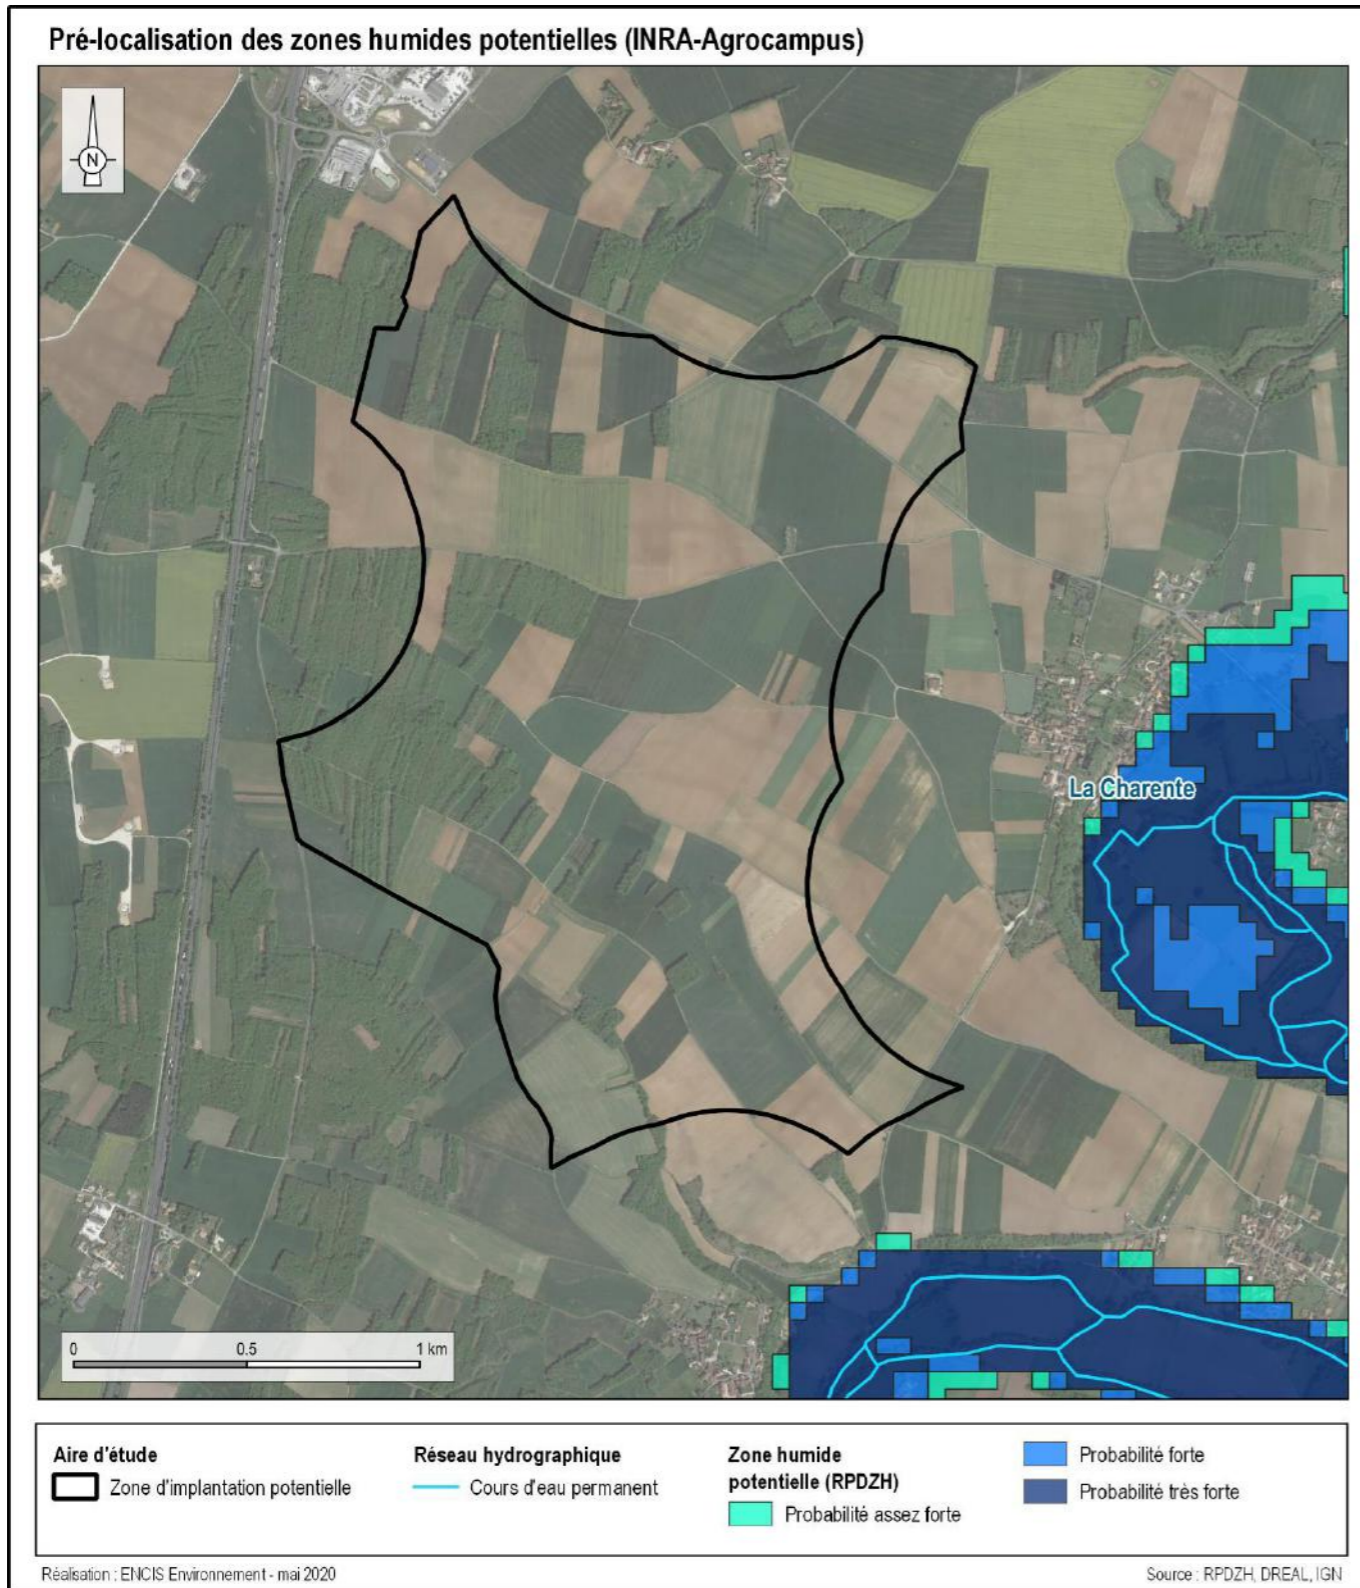 Pré-localisation des zones humides potentielles (INRA-Agrocampus)
N
La Charente
0 0.5 1 km
Aire d'étude
Zone d'implantation potentielle
Réseau hydrographique
Cours d'eau permanent
Zone humide
potentielle (RPDZH)
Probabilité assez forte
Probabilité forte
Probabilité très forte
Réalisation : ENCIS Environnement - mai 2020
Source : RPDZH, DREAL, IGN